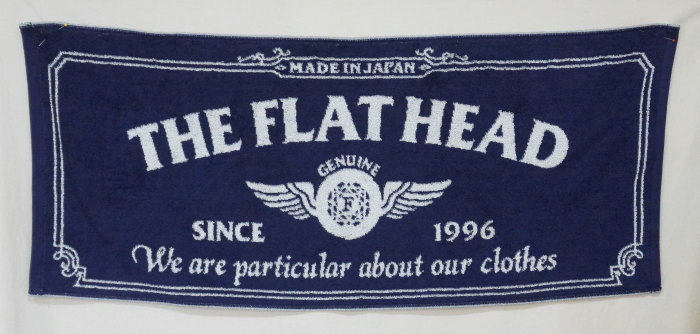 MADE IN JAPAN
THE FLAT HEAD
GENUINE
F
SINCE 1996
We are particular about our clothes